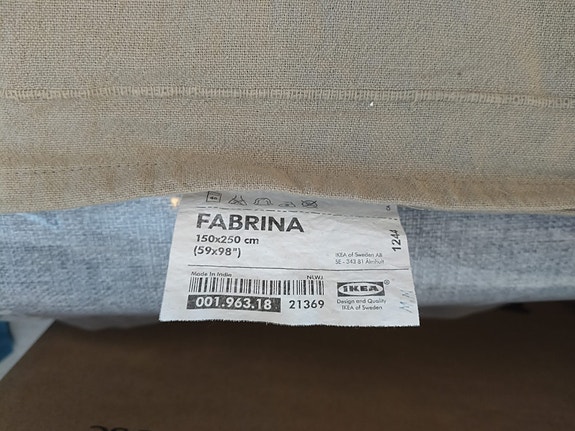 FABRINA
150x250 cm
(59x98")
IKEA of Sweden AB
SE - 343 81 Älmhult
1244
Made in India
NLWJ
001.963.18 21369
IKEA
Design and Quality
IKEA of Sweden